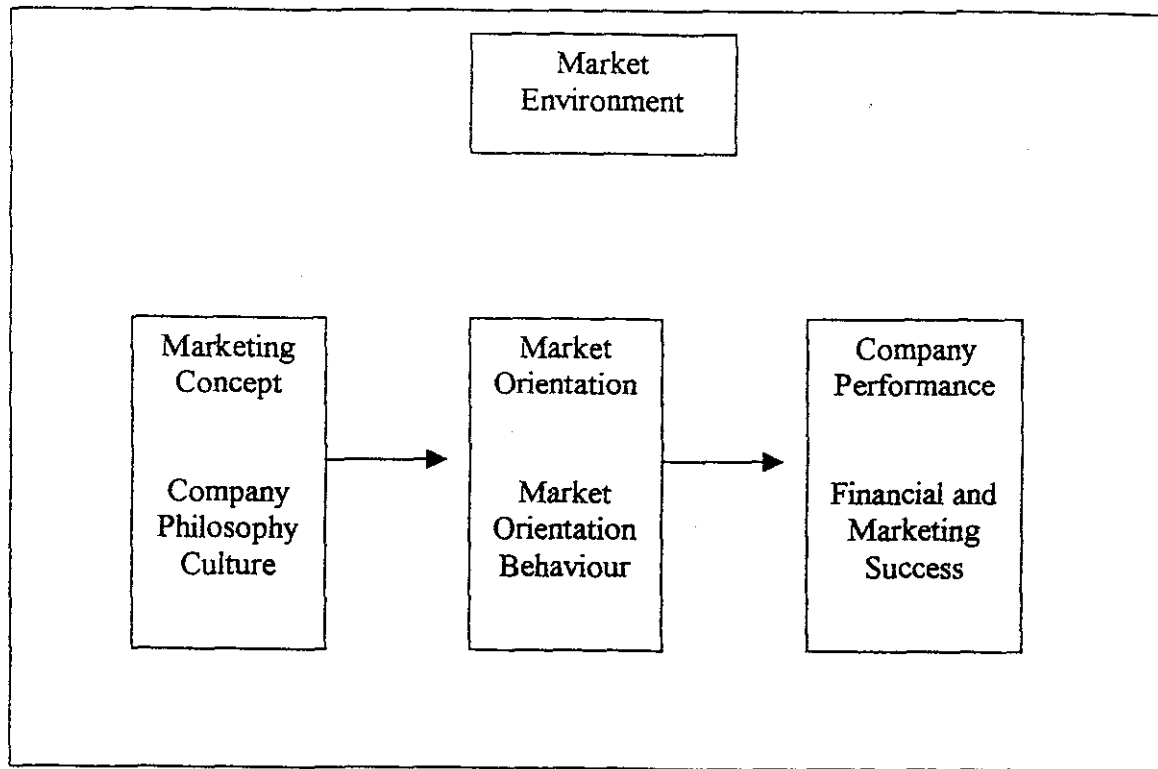 Market
Environment
Marketing
Concept
Company
Philosophy
Culture
Market
Orientation
Market
Orientation
Behaviour
Company
Performance
Financial and
Marketing
Success